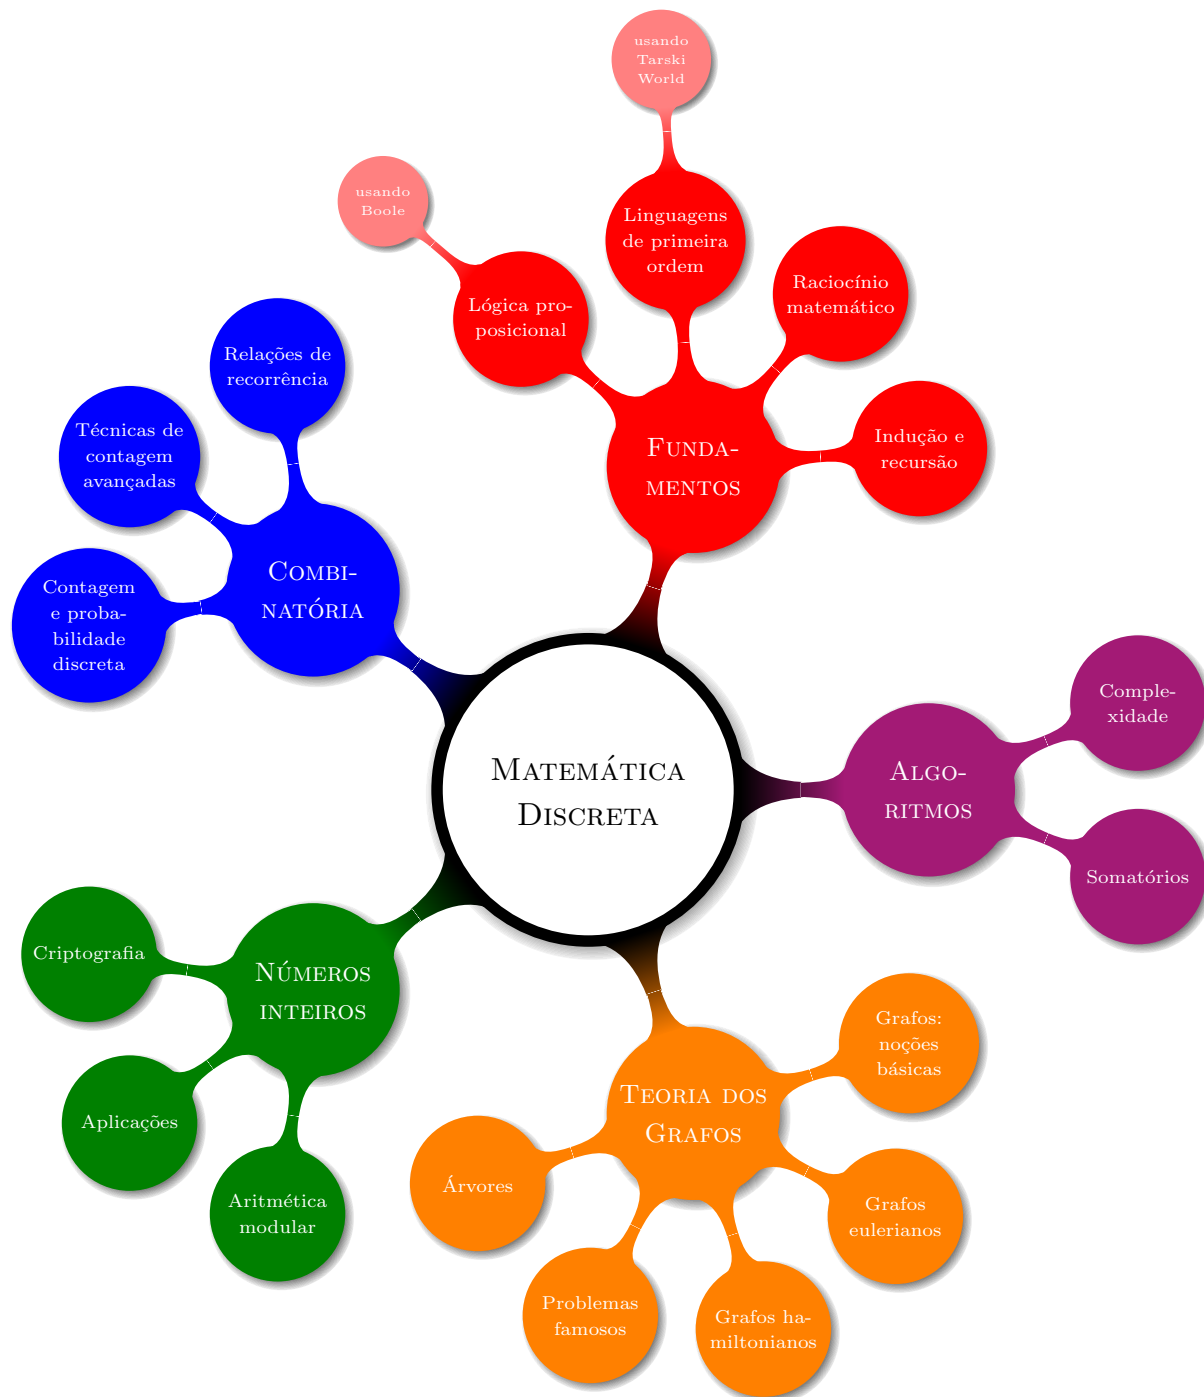 usando
Tarski
World
usando
Boole
Linguagens
de primeira
ordem
Raciocínio
matemático
Lógica pro-
posicional
Relações de
recorrência
Indução e
recursão
Técnicas de
contagem
avançadas
Funda-
mentos
Combi-
natória
Contagem
e proba-
bilidade
discreta
Comple-
xidade
Matemática
Discreta
Algo-
ritmos
Somatórios
Criptografia
Números
inteiros
Grafos:
noções
básicas
Teoria dos
Grafos
Aplicações
Árvores
Aritmética
modular
Grafos
eulerianos
Problemas
famosos
Grafos ha-
miltonianos